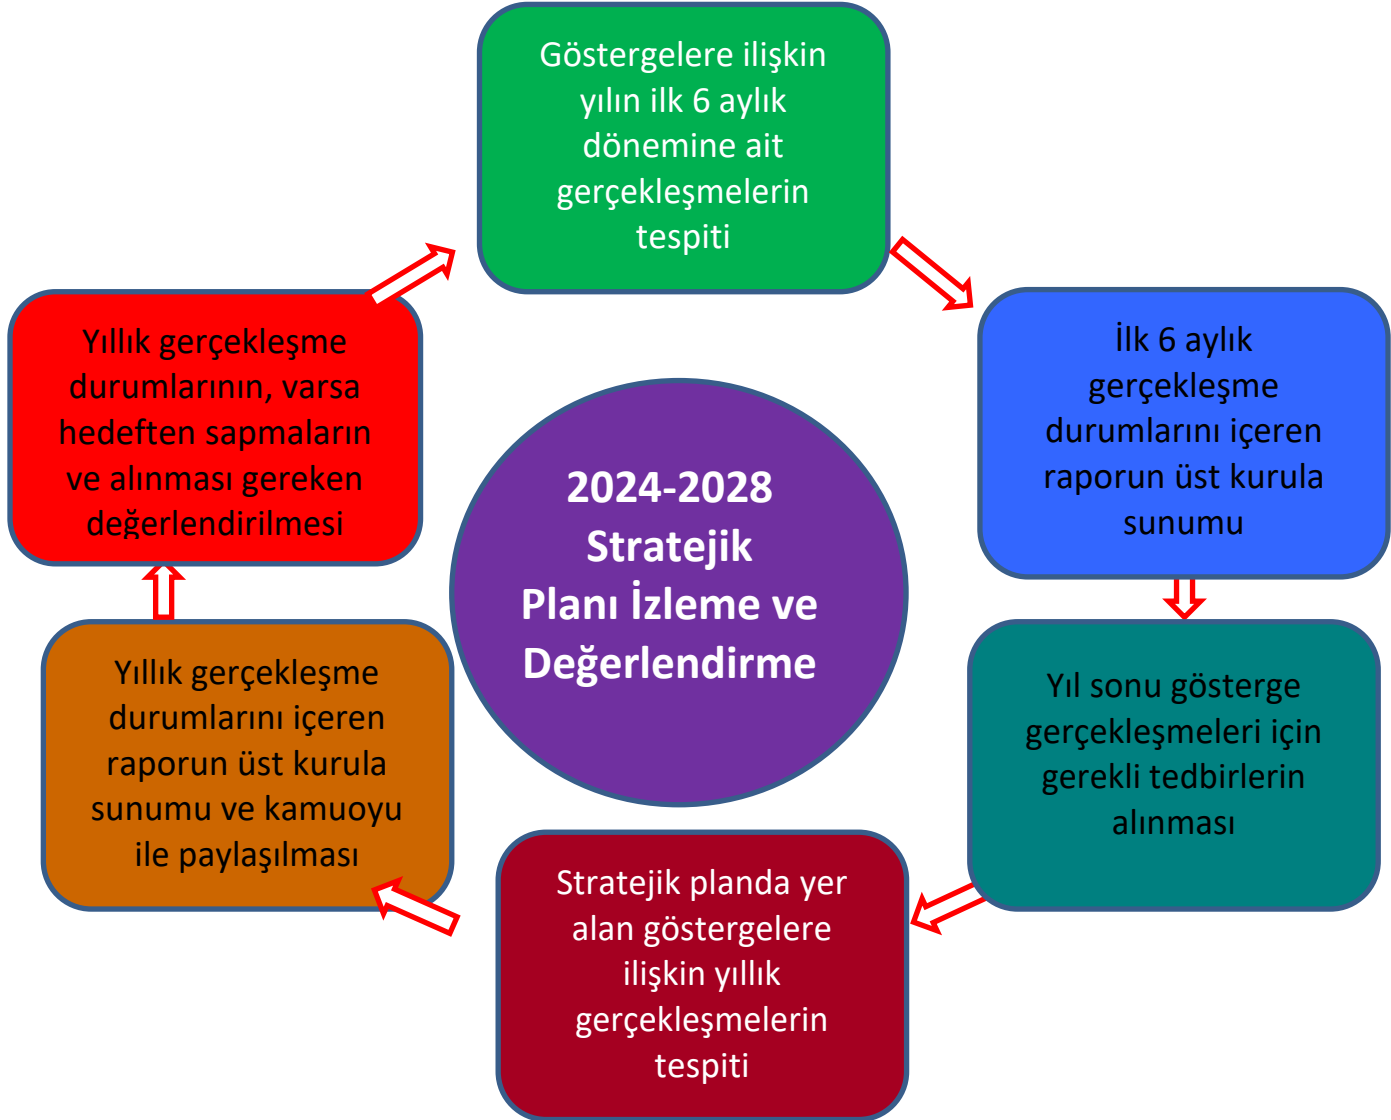 Göstergelere ilişkin
yılın ilk 6 aylık
dönemine ait
gerçekleşmelerin
tespiti
İlk 6 aylık
gerçekleşme
durumlarını içeren
raporun üst kurula
sunumu
Yıl sonu gösterge
gerçekleşmeleri için
gerekli tedbirlerin
alınması
Stratejik planda yer
alan göstergelere
ilişkin yıllık
gerçekleşmelerin
tespiti
Yıllık gerçekleşme
durumlarını içeren
raporun üst kurula
sunumu ve kamuoyu
ile paylaşılması
Yıllık gerçekleşme
durumlarının, varsa
hedeften sapmaların
ve alınması gereken
değerlendirilmesi
2024-2028
Stratejik
Planı İzleme ve
Değerlendirme